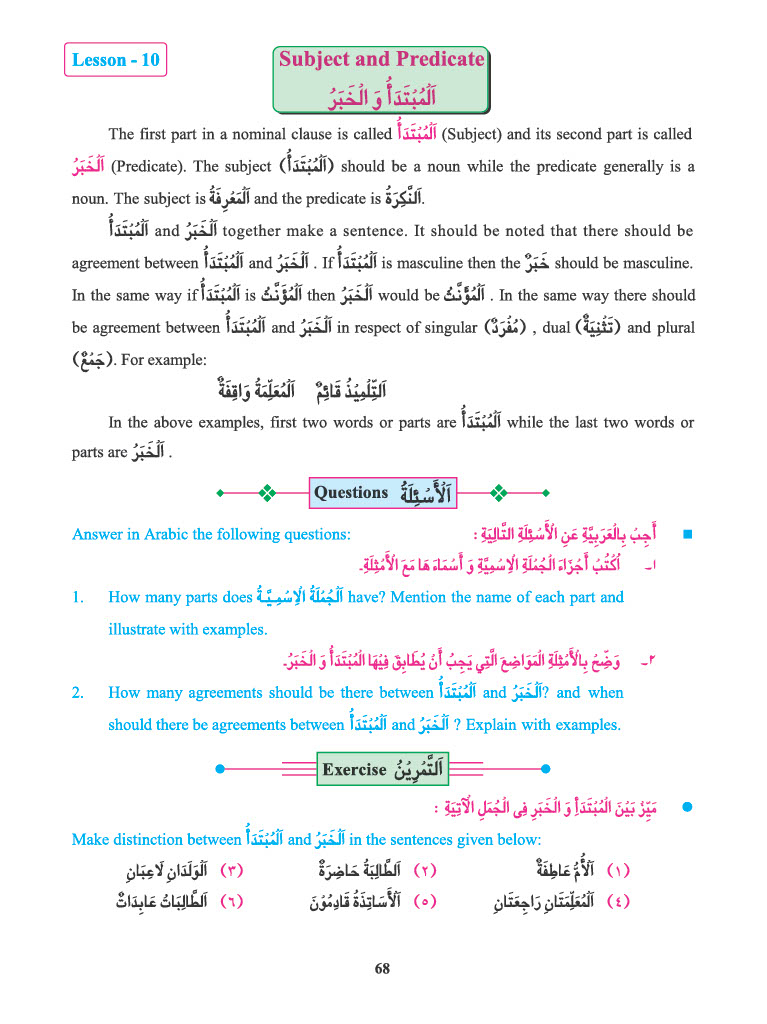 Lesson - 10
Subject and Predicate
اَلْمُبْتَدَأُ وَ الْخَبَرُ
The first part in a nominal clause is called اَلْمُبْتَدَأُ (Subject) and its second part is called
اَلْخَبَرُ (Predicate). The subject (اَلْمُبْتَدَأُ) should be a noun while the predicate generally is a
noun. The subject is اَلْمَعْرِفَةُ and the predicate is اَلنَّكِرَةُ.
اَلْمُبْتَدَأُ and اَلْخَبَرُ together make a sentence. It should be noted that there should be
agreement between اَلْمُبْتَدَأُ and اَلْخَبَرُ . If اَلْمُبْتَدَأُ is masculine then the خَبَرٌ should be masculine.
In the same way if اَلْمُبْتَدَأُ is اَلْمُؤَنَّثُ then اَلْخَبَرُ would be اَلْمُؤَنَّثُ . In the same way there should
be agreement between اَلْمُبْتَدَأُ and اَلْخَبَرُ in respect of singular (مُفْرَدٌ) , dual (تَثْنِيَةٌ) and plural
(جَمْعٌ). For example:
اَلتِّلْمِيْذُ قَائِمٌ اَلْمُعَلِّمَةُ وَاقِفَةٌ
In the above examples, first two words or parts are اَلْمُبْتَدَأُ while the last two words or
parts are اَلْخَبَرُ .
Questions اَلْأَسْئِلَةُ
Answer in Arabic the following questions: أَجِبْ بِالْعَرَبِيَّةِ عَنِ الْأَسْئِلَةِ التَّالِيَةِ :
١ـ اُكْتُبْ أَجْزَاءَ الْجُمْلَةِ الْاِسْمِيَّةِ وَ أَسْمَاءَ هَا مَعَ الْأَمْثِلَةِ.
1. How many parts does اَلْجُمْلَةُ الْاِسْمِيَّةُ have? Mention the name of each part and
illustrate with examples.
٢ـ وَضِّحْ بِالْأَمْثِلَةِ الْمَوَاضِعَ الَّتِي يَجِبُ أَنْ يُطَابِقَ فِيْهَا الْمُبْتَدَأُ وَ الْخَبَرُ.
2. How many agreements should be there between اَلْمُبْتَدَأُ and اَلْخَبَرُ? and when
should there be agreements between اَلْمُبْتَدَأُ and اَلْخَبَرُ ? Explain with examples.
Exercise اَلتَّمْرِيْنُ
مَيِّزْ بَيْنَ الْمُبْتَدَأِ وَ الْخَبَرِ فِى الْجُمَلِ الْآتِيَةِ :
Make distinction between اَلْمُبْتَدَأُ and اَلْخَبَرُ in the sentences given below:
(١) اَلْأُمُّ عَاطِفَةٌ (٢) اَلطَّالِبَةُ حَاضِرَةٌ (٣) اَلْوَلَدَانِ لَاعِبَانِ
(٤) اَلْمُعَلِّمَتَانِ رَاجِعَتَانِ (٥) اَلْأَسَاتِذَةُ قَادِمُوْنَ (٦) اَلطَّالِبَاتُ عَابِدَاتٌ
68